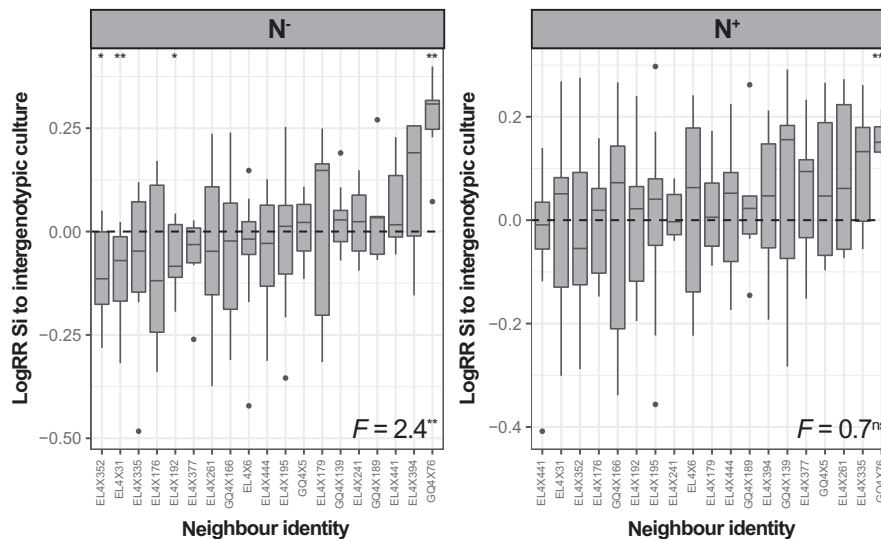 N-
* ** * **
LogRR Si to intergenotypic culture
0.25
0.00
−0.25
−0.50
F = 2.4**
EL4X352
EL4X31
EL4X335
EL4X176
EL4X192
EL4X377
EL4X261
GQ4X166
EL4X6
EL4X444
EL4X195
GQ4X5
EL4X179
GQ4X139
EL4X241
GQ4X189
EL4X441
EL4X394
GQ4X76
Neighbour identity
N+
**
LogRR Si to intergenotypic culture
0.2
0.0
−0.2
−0.4
F = 0.7ns
EL4X441
EL4X31
EL4X352
EL4X176
GQ4X166
EL4X192
EL4X195
EL4X241
EL4X6
EL4X179
EL4X444
GQ4X189
EL4X394
GQ4X139
EL4X377
GQ4X5
EL4X261
EL4X335
GQ4X76
Neighbour identity